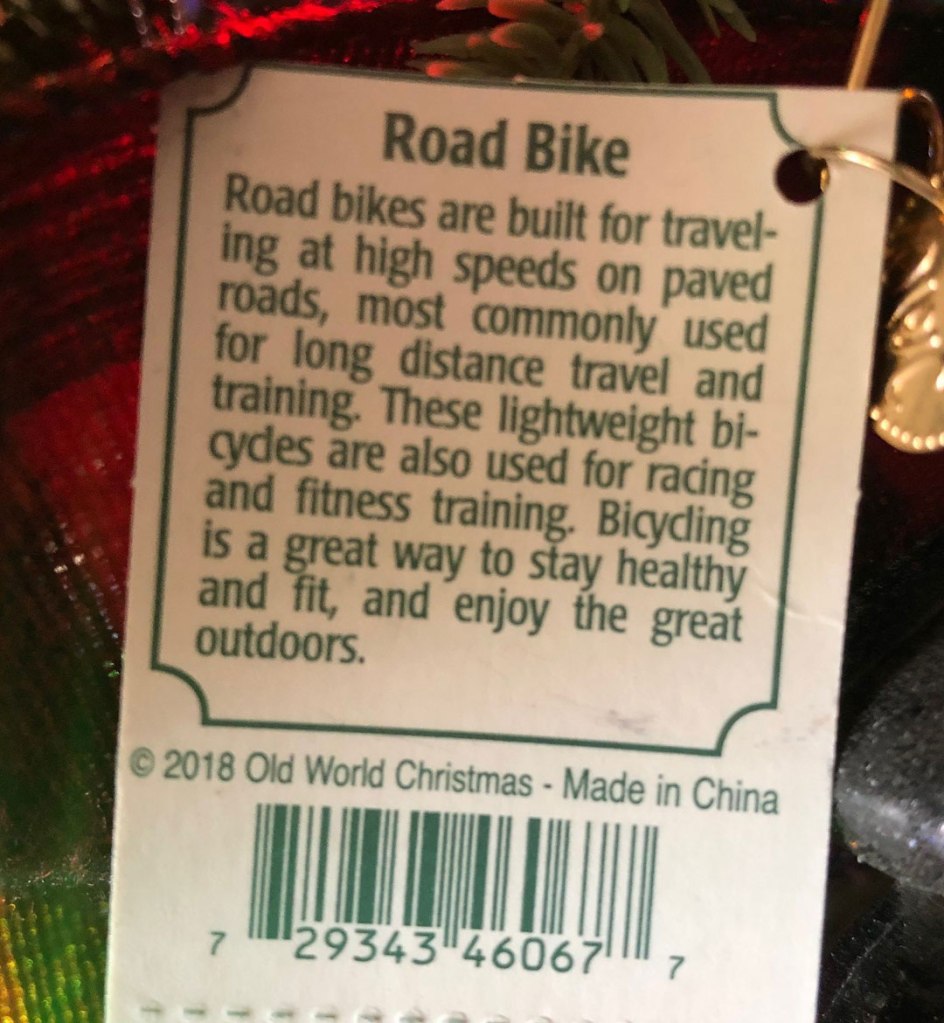 Road Bike
Road bikes are built for travel-
ing at high speeds on paved
roads, most commonly used
for long distance travel and
training. These lightweight bi-
cycles are also used for racing
and fitness training. Bicycling
is a great way to stay healthy
and fit, and enjoy the great
outdoors.
© 2018 Old World Christmas - Made in China
7 29343 46067 7